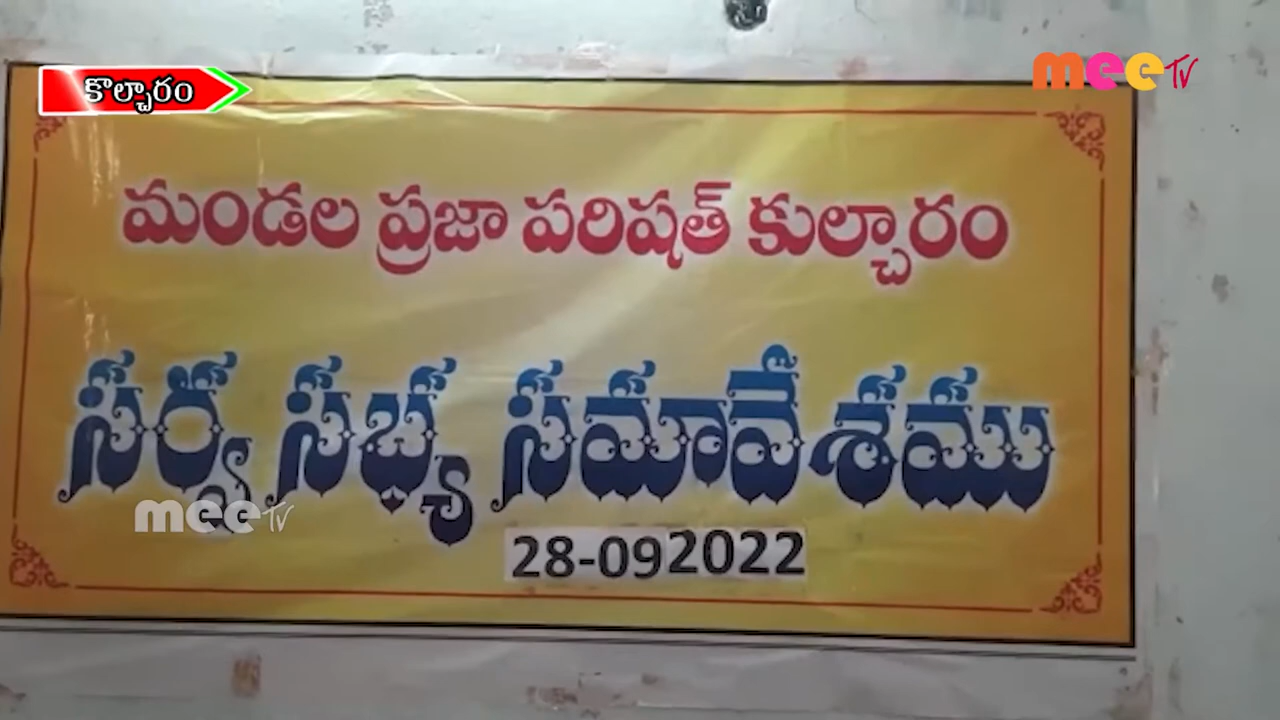 కొల్చారం
mee tv
మండల ప్రజా పరిషత్ కుల్చారం
సర్వ సభ్య సమావేశము
mee tv
28-092022